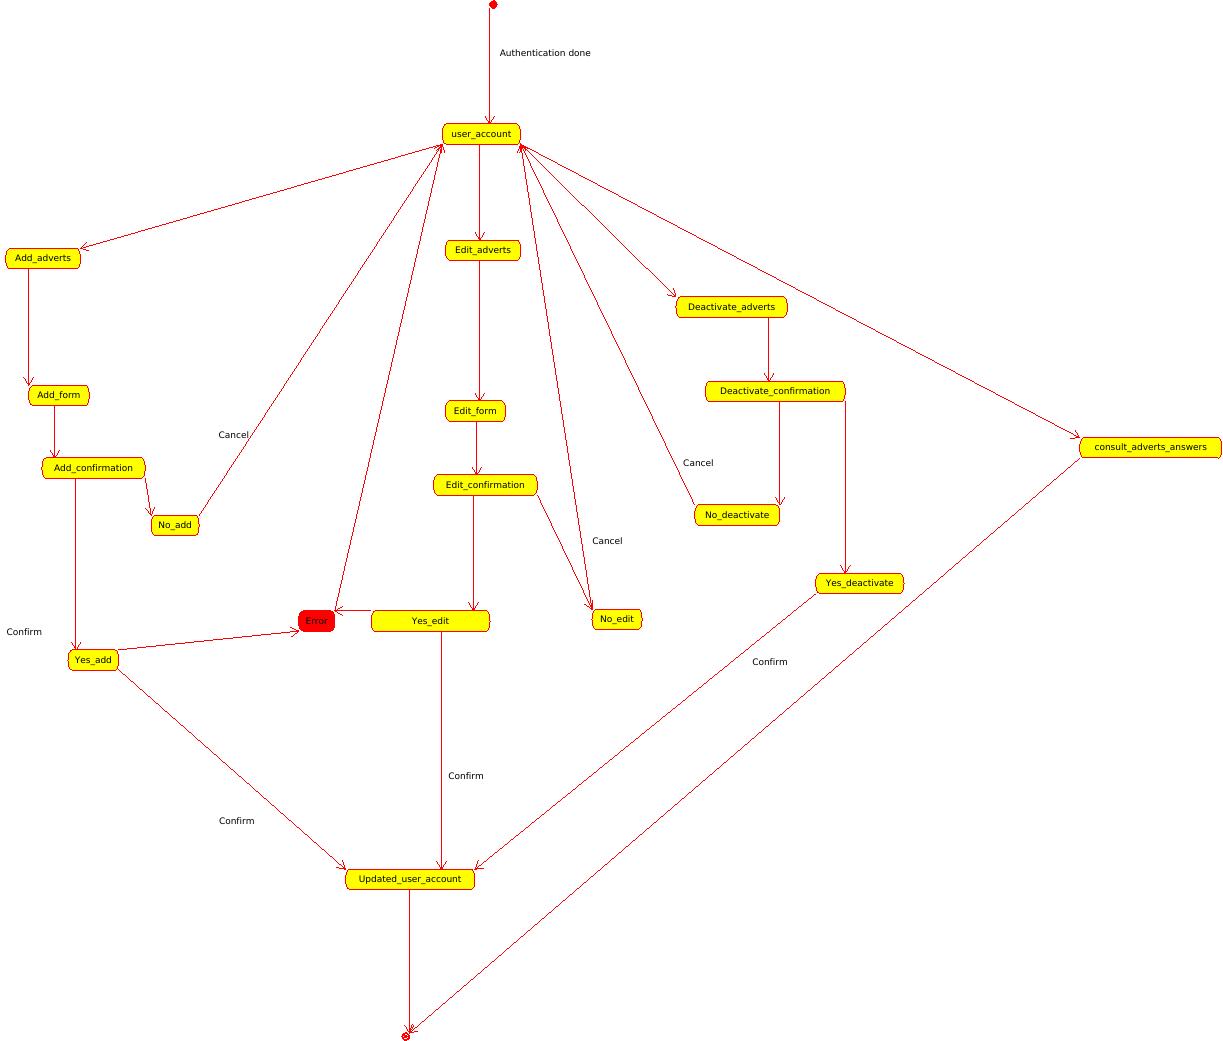 Authentication done
user_account
Edit_adverts
Add_adverts
Deactivate_adverts
Deactivate_confirmation
Add_form
Edit_form
Cancel
consult_adverts_answers
Cancel
Add_confirmation
Edit_confirmation
No_deactivate
No_add
Cancel
Yes_deactivate
No_edit
Error
Yes_edit
Confirm
Yes_add
Confirm
Confirm
Confirm
Updated_user_account